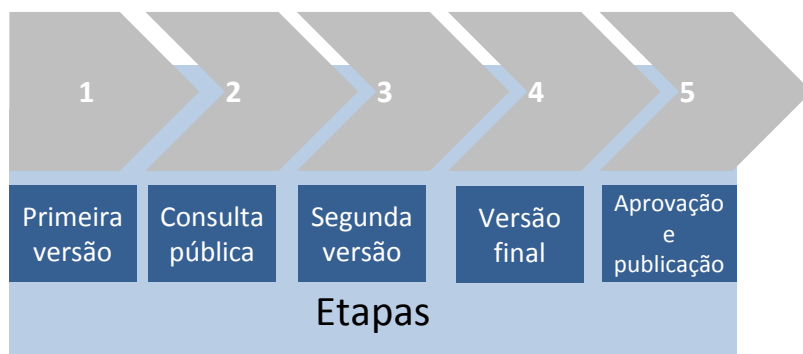 1
2
3
4
5
Primeira
versão
Consulta
pública
Segunda
versão
Versão
final
Aprovação
e
publicação
Etapas